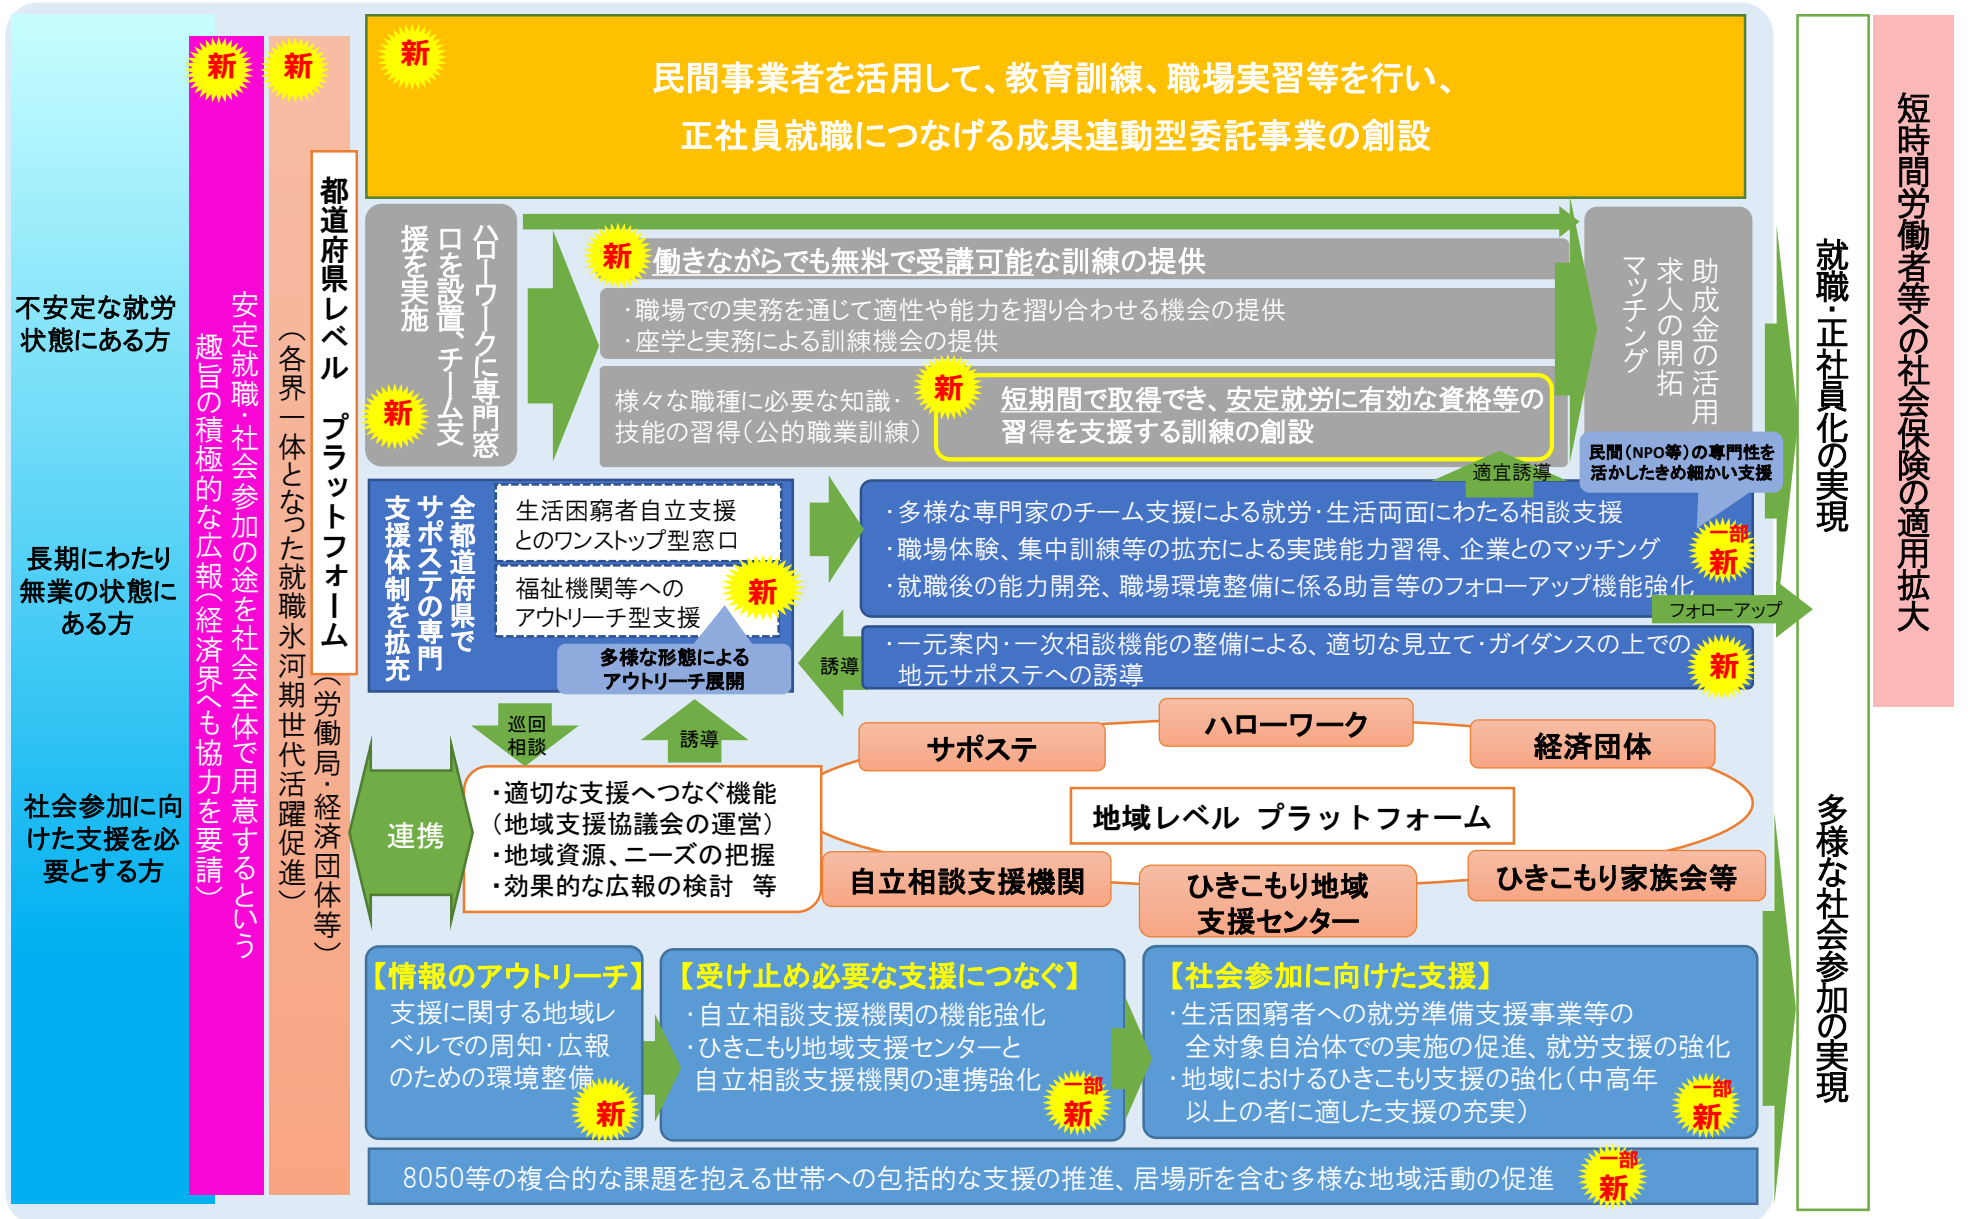 新
民間事業者を活用して、教育訓練、職場実習等を行い、
正社員就職につなげる成果連動型委託事業の創設
不安定な就労
状態にある方
長期にわたり
無業の状態に
ある方
社会参加に向
けた支援を必
要とする方
新
安定就職・社会参加の途を社会全体で用意するという
趣旨の積極的な広報（経済界へも協力を要請）
新
都道府県レベル プラットフォーム
（労働局・経済団体等）
（各界一体となった就職氷河期世代活躍促進）
ハローワークに専門窓
口を設置、チーム支
援を実施
新
新
働きながらでも無料で受講可能な訓練の提供
・職場での実務を通じて適性や能力を摺り合わせる機会の提供
・座学と実務による訓練機会の提供
様々な職種に必要な知識・
技能の習得（公的職業訓練）
新
短期間で取得でき、安定就労に有効な資格等の
習得を支援する訓練の創設
助成金の活用
求人の開拓
マッチング
適宜誘導
民間（NPO等）の専門性を
活かしたきめ細かい支援
全都道府県で
サポステの専門
支援体制を拡充
生活困窮者自立支援
とのワンストップ型窓口
福祉機関等への
アウトリーチ型支援
新
多様な形態による
アウトリーチ展開
・多様な専門家のチーム支援による就労・生活両面にわたる相談支援
・職場体験、集中訓練等の拡充による実践能力習得、企業とのマッチング
・就職後の能力開発、職場環境整備に係る助言等のフォローアップ機能強化
一部
新
フォローアップ
誘導
・一元案内・一次相談機能の整備による、適切な見立て・ガイダンスの上での
地元サポステへの誘導
新
巡回
相談
誘導
連携
・適切な支援へつなぐ機能
（地域支援協議会の運営）
・地域資源、ニーズの把握
・効果的な広報の検討 等
サポステ
ハローワーク
経済団体
地域レベル プラットフォーム
自立相談支援機関
ひきこもり地域
支援センター
ひきこもり家族会等
【情報のアウトリーチ】
支援に関する地域レ
ベルでの周知・広報
のための環境整備
新
【受け止め必要な支援につなぐ】
・自立相談支援機関の機能強化
・ひきこもり地域支援センターと
自立相談支援機関の連携強化
一部
新
【社会参加に向けた支援】
・生活困窮者への就労準備支援事業等の
全対象自治体での実施の促進、就労支援の強化
・地域におけるひきこもり支援の強化（中高年
以上の者に適した支援の充実）
一部
新
8050等の複合的な課題を抱える世帯への包括的な支援の推進、居場所を含む多様な地域活動の促進
一部
新
就職・正社員化の実現
多様な社会参加の実現
短時間労働者等への社会保険の適用拡大